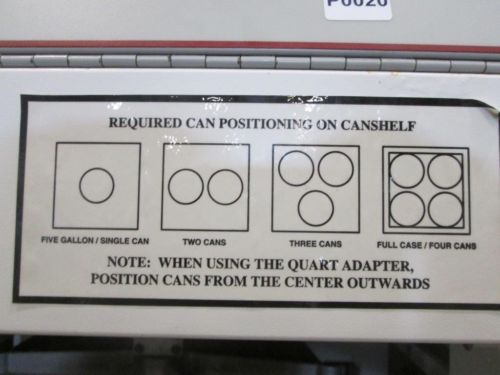 P6626
REQUIRED CAN POSITIONING ON CANSHELF
FIVE GALLON / SINGLE CAN
TWO CANS
THREE CANS
FULL CASE / FOUR CANS
NOTE: WHEN USING THE QUART ADAPTER,
POSITION CANS FROM THE CENTER OUTWARDS